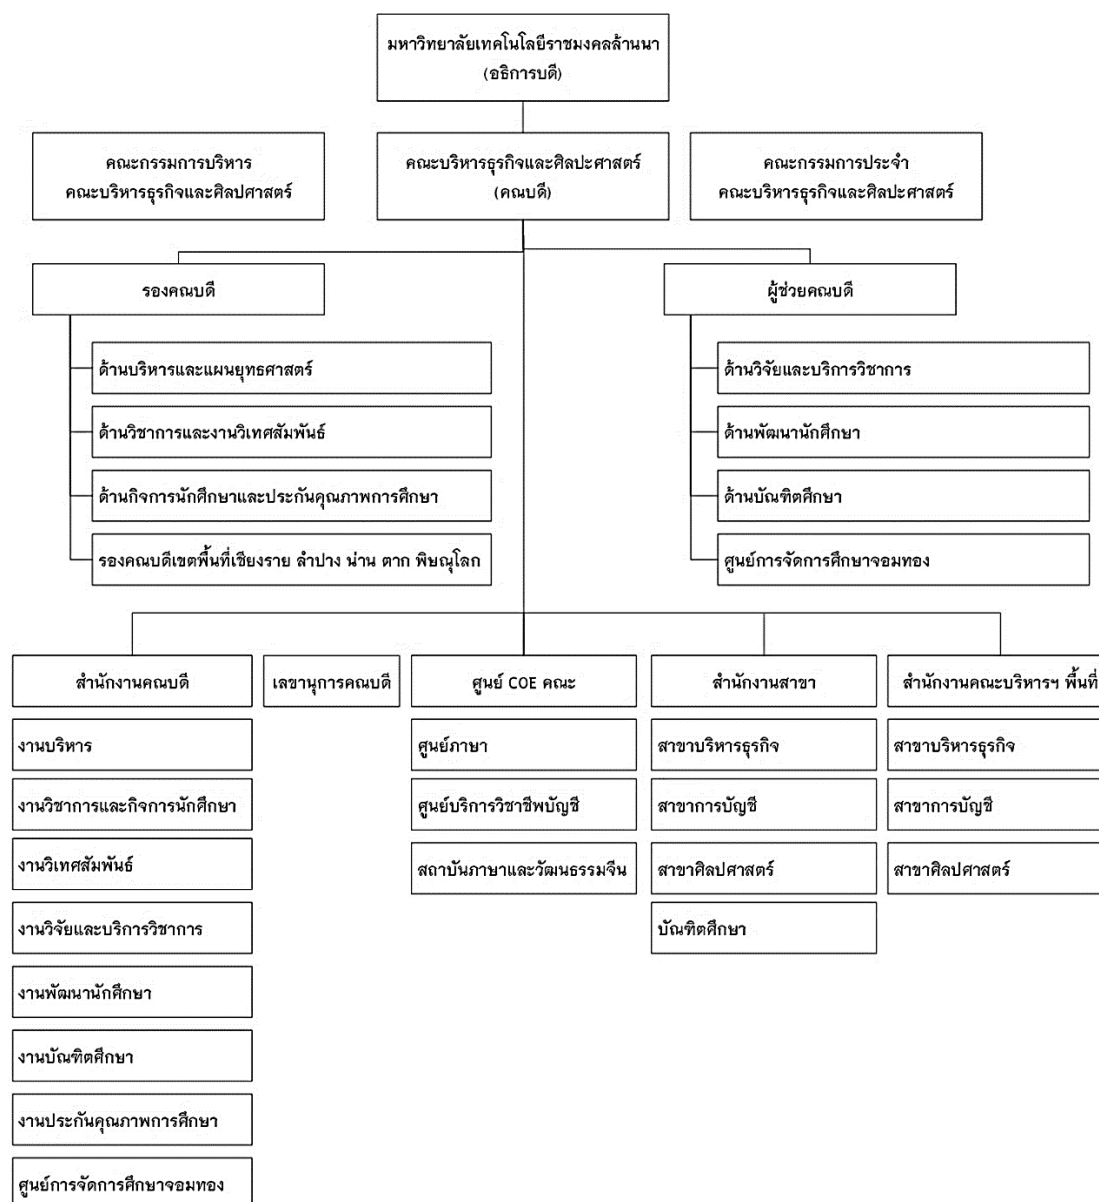 มหาวิทยาลัยเทคโนโลยีราชมงคลล้านนา
(อธิการบดี)
คณะกรรมการบริหาร
คณะบริหารธุรกิจและศิลปศาสตร์
คณะบริหารธุรกิจและศิลปะศาสตร์
(คณบดี)
คณะกรรมการประจำ
คณะบริหารธุรกิจและศิลปะศาสตร์
รองคณบดี
ด้านบริหารและแผนยุทธศาสตร์
ด้านวิชาการและงานวิเทศสัมพันธ์
ด้านกิจการนักศึกษาและประกันคุณภาพการศึกษา
รองคณบดีเขตพื้นที่เชียงราย ลำปาง น่าน ตาก พิษณุโลก
ผู้ช่วยคณบดี
ด้านวิจัยและบริการวิชาการ
ด้านพัฒนานักศึกษา
ด้านบัณฑิตศึกษา
ศูนย์การจัดการศึกษาจอมทอง
สำนักงานคณบดี
งานบริหาร
งานวิชาการและกิจการนักศึกษา
งานวิเทศสัมพันธ์
งานวิจัยและบริการวิชาการ
งานพัฒนานักศึกษา
งานบัณฑิตศึกษา
งานประกันคุณภาพการศึกษา
ศูนย์การจัดการศึกษาจอมทอง
เลขานุการคณบดี
ศูนย์ COE คณะ
ศูนย์ภาษา
ศูนย์บริการวิชาชีพบัญชี
สถาบันภาษาและวัฒนธรรมจีน
สำนักงานสาขา
สาขาบริหารธุรกิจ
สาขาการบัญชี
สาขาศิลปศาสตร์
บัณฑิตศึกษา
สำนักงานคณะบริหารฯ พื้นที่
สาขาบริหารธุรกิจ
สาขาการบัญชี
สาขาศิลปศาสตร์